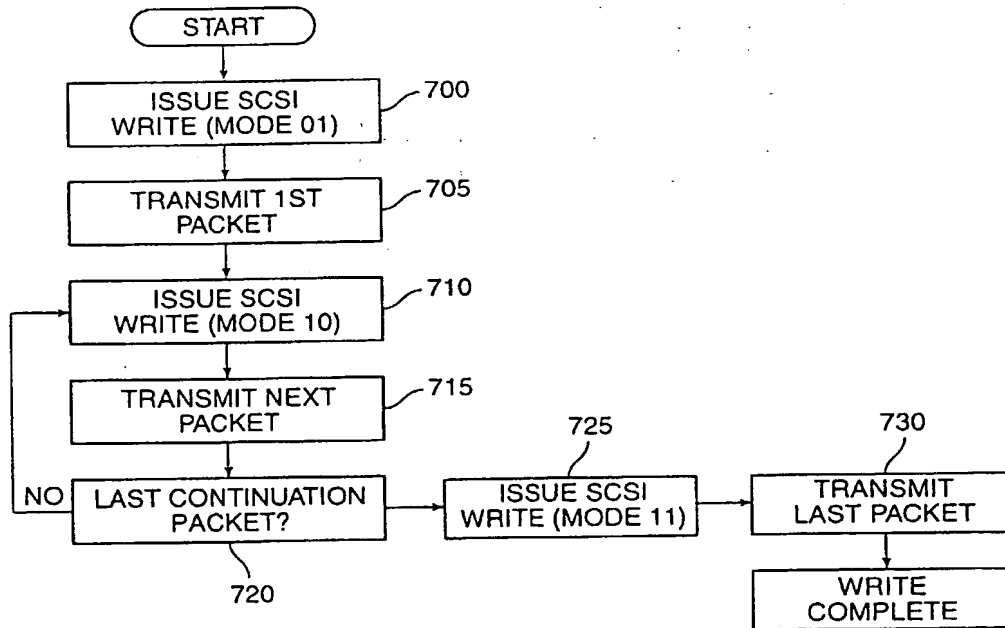 START
ISSUE SCSI
WRITE (MODE 01)
700
TRANSMIT 1ST
PACKET
705
ISSUE SCSI
WRITE (MODE 10)
710
TRANSMIT NEXT
PACKET
715
NO
LAST CONTINUATION
PACKET?
720
725
ISSUE SCSI
WRITE (MODE 11)
730
TRANSMIT
LAST PACKET
WRITE
COMPLETE